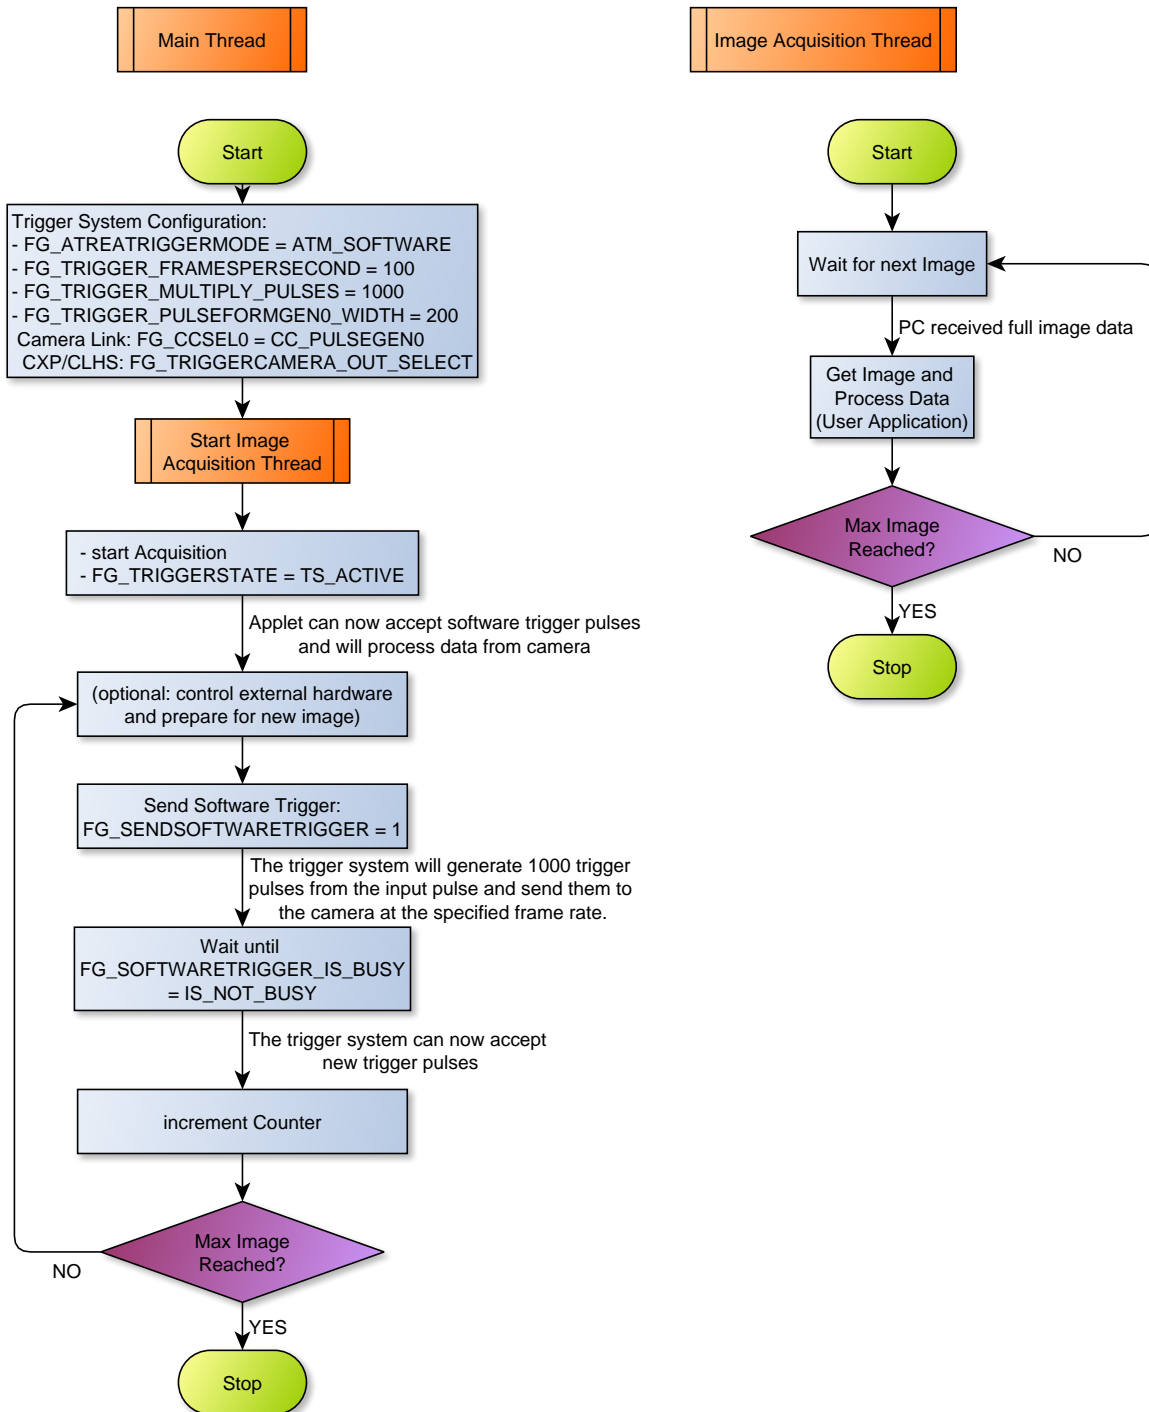 Main Thread
Start
Trigger System Configuration:
- FG_ATREATRIGGERMODE = ATM_SOFTWARE
- FG_TRIGGER_FRAMESPERSECOND = 100
- FG_TRIGGER_MULTIPLY_PULSES = 1000
- FG_TRIGGER_PULSEFORMGEN0_WIDTH = 200
Camera Link: FG_CCSEL0 = CC_PULSEGEN0
CXP/CLHS: FG_TRIGGERCAMERA_OUT_SELECT
Start Image
Acquisition Thread
- start Acquisition
- FG_TRIGGERSTATE = TS_ACTIVE
Applet can now accept software trigger pulses
and will process data from camera
(optional: control external hardware
and prepare for new image)
Send Software Trigger:
FG_SENDSOFTWARETRIGGER = 1
The trigger system will generate 1000 trigger
pulses from the input pulse and send them to
the camera at the specified frame rate.
Wait until
FG_SOFTWARETRIGGER_IS_BUSY
= IS_NOT_BUSY
The trigger system can now accept
new trigger pulses
increment Counter
Max Image
Reached?
NO
YES
Stop
Image Acquisition Thread
Start
Wait for next Image
PC received full image data
Get Image and
Process Data
(User Application)
Max Image
Reached?
NO
YES
Stop